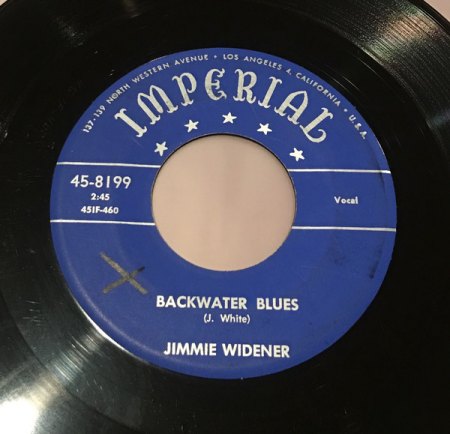 137-139 NORTH WESTERN AVENUE • LOS ANGELES 4, CALIFORNIA • U.S.A.
IMPERIAL
45-8199
2:45
45IF-460
Vocal
BACKWATER BLUES
(J. White)
JIMMIE WIDENER